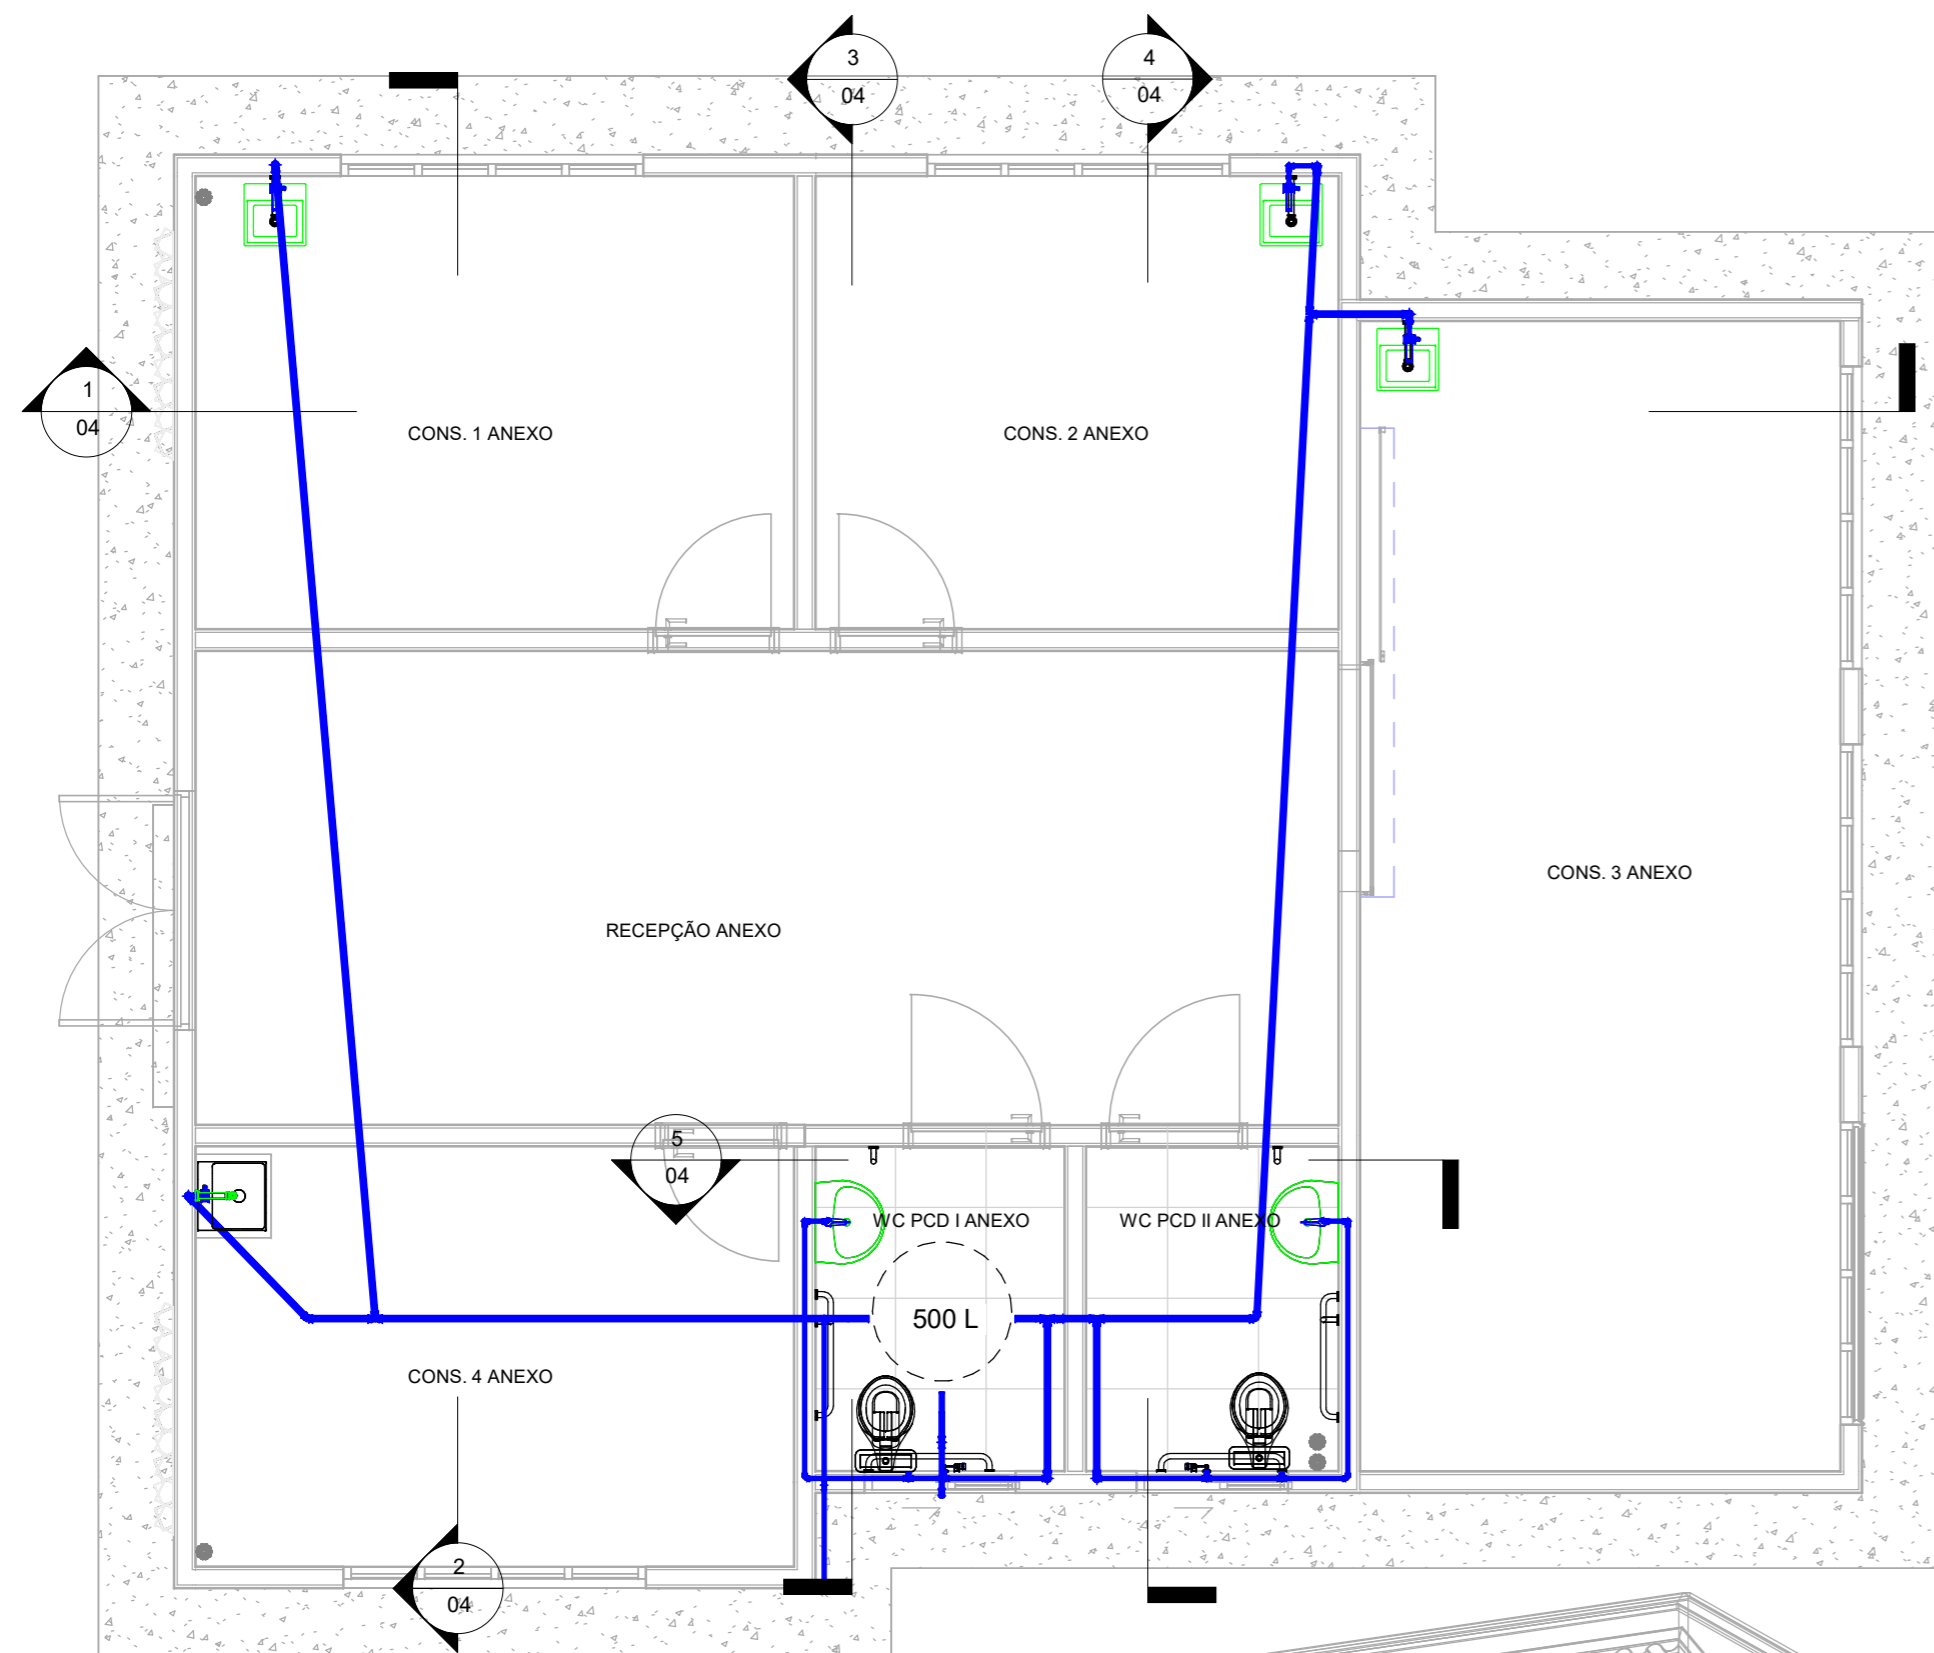 3
04
4
04
1
04
CONS. 1 ANEXO
CONS. 2 ANEXO
CONS. 3 ANEXO
RECEPÇÃO ANEXO
5
04
WC PCD I ANEXO
WC PCD II ANEXO
500 L
CONS. 4 ANEXO
2
04